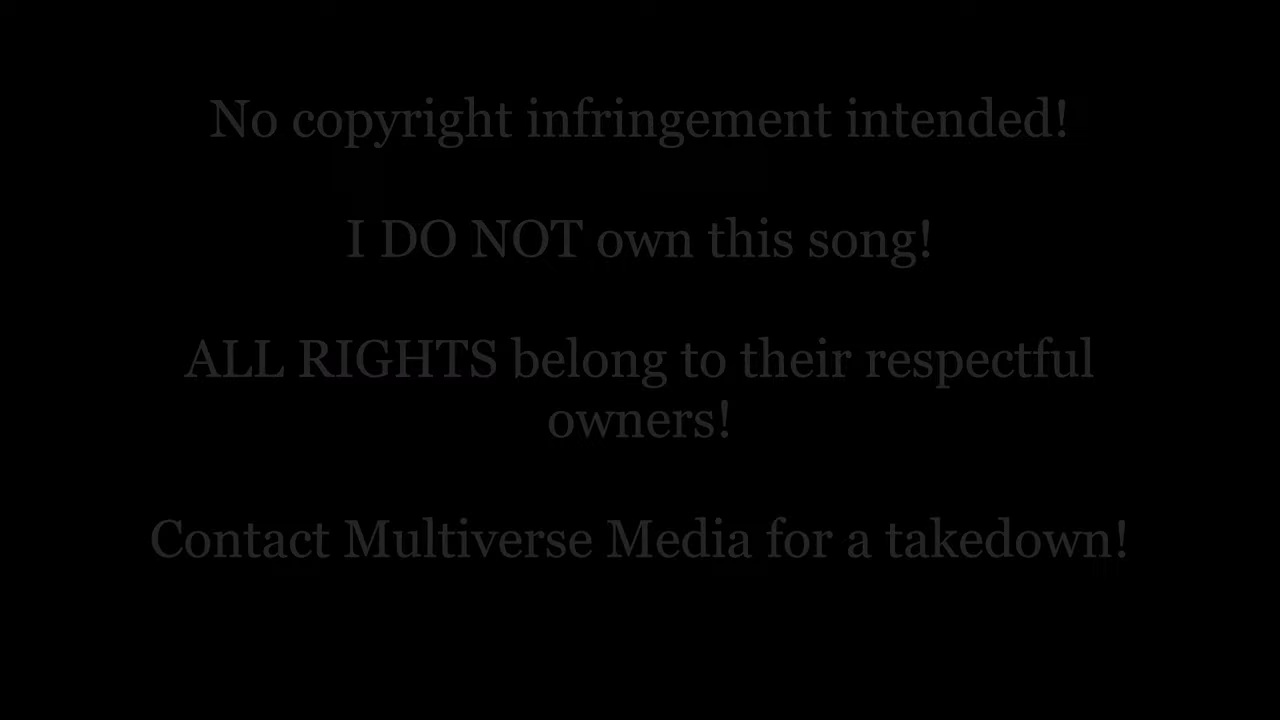 No copyright infringement intended!
I DO NOT own this song!
ALL RIGHTS belong to their respectful
owners!
Contact Multiverse Media for a takedown!